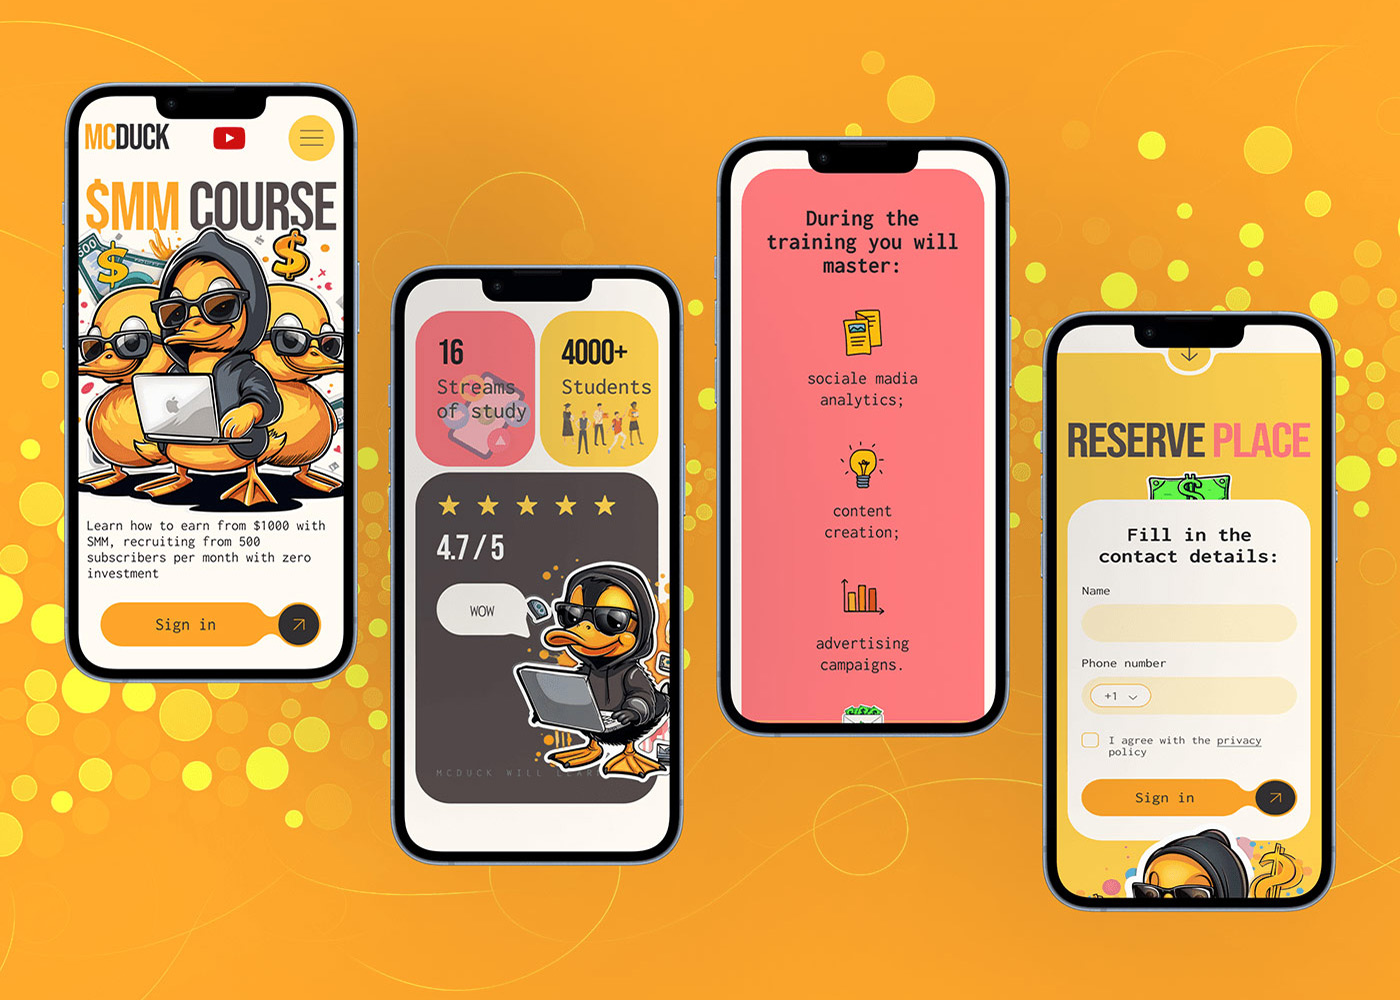 MCDUCK
$MM COURSE
500
Learn how to earn from $1000 with
SMM, recruiting from 500
subscribers per month with zero
investment
Sign in
16
Streams
of study
4000+
Students
4.7 / 5
WOW
MCDUCK WILL LEAR
During the
training you will
master:
sociale madia
analytics;
content
creation;
advertising
campaigns.
RESERVE PLACE
Fill in the
contact details:
Name
Phone number
+1
I agree with the privacy
policy
Sign in